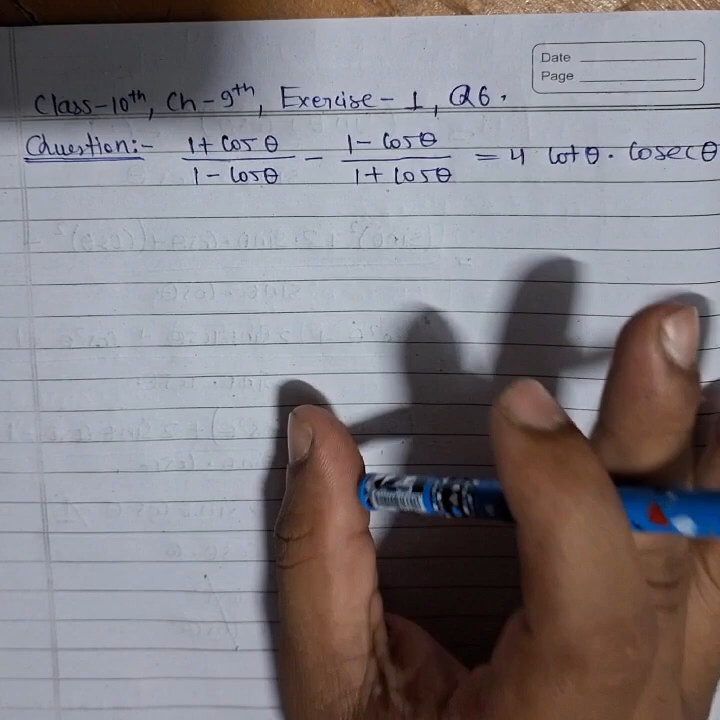 Date
Page
Class-10th, Ch-9th, Exercise-1, Q6.
Question:- (1+cosθ)/(1-cosθ) - (1-cosθ)/(1+cosθ) = 4 cotθ.cosecθ